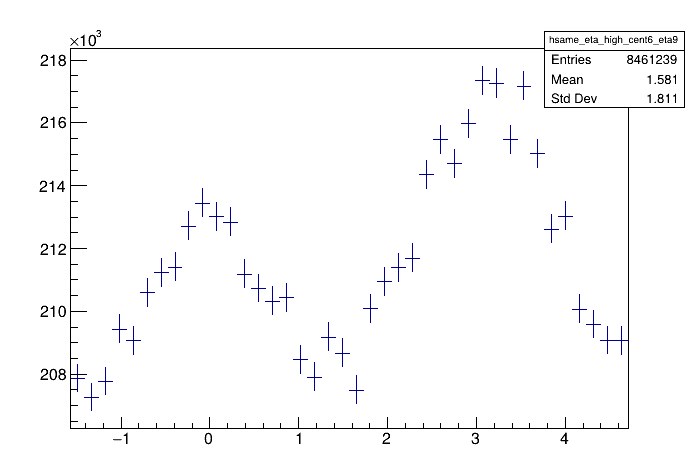 ×10³
hsame_eta_high_cent6_eta9
Entries 8461239
Mean 1.581
Std Dev 1.811
218
216
214
212
210
208
−1 0 1 2 3 4